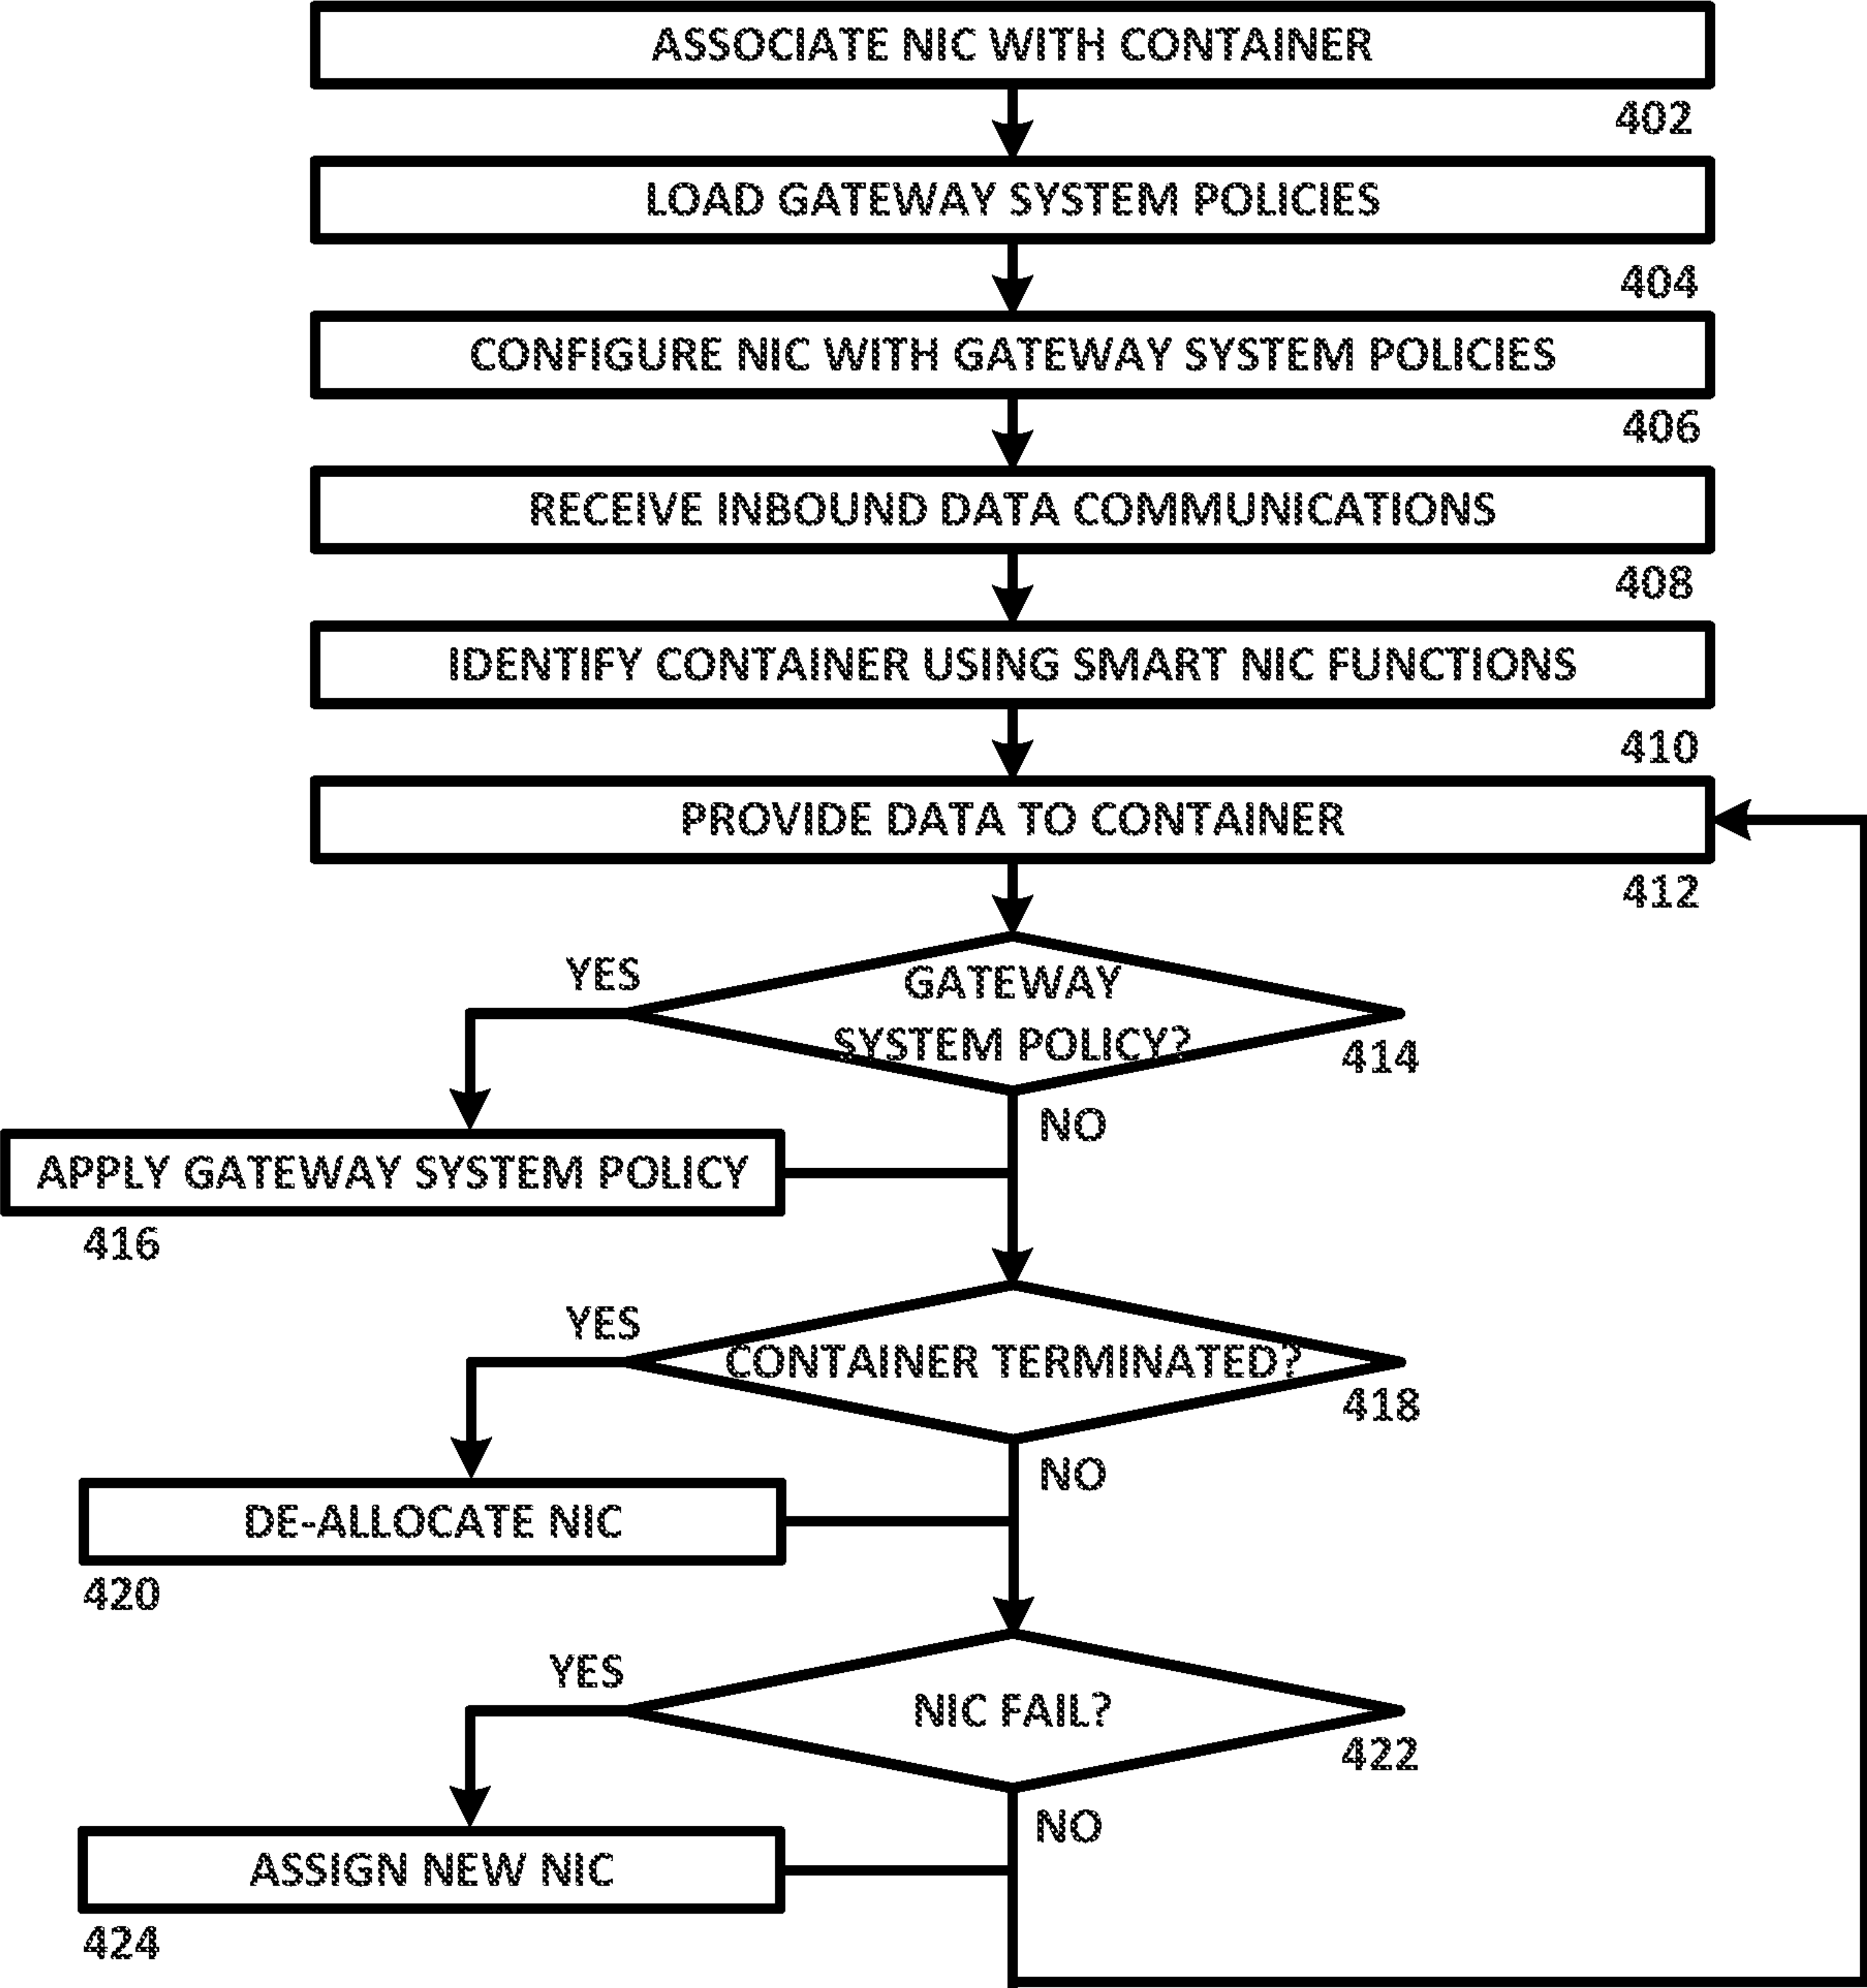 ASSOCIATE NIC WITH CONTAINER
402
LOAD GATEWAY SYSTEM POLICIES
404
CONFIGURE NIC WITH GATEWAY SYSTEM POLICIES
406
RECEIVE INBOUND DATA COMMUNICATIONS
408
IDENTIFY CONTAINER USING SMART NIC FUNCTIONS
410
PROVIDE DATA TO CONTAINER
412
YES
GATEWAY
SYSTEM POLICY?
414
NO
APPLY GATEWAY SYSTEM POLICY
416
YES
CONTAINER TERMINATED?
418
NO
DE-ALLOCATE NIC
420
YES
NIC FAIL?
422
NO
ASSIGN NEW NIC
424